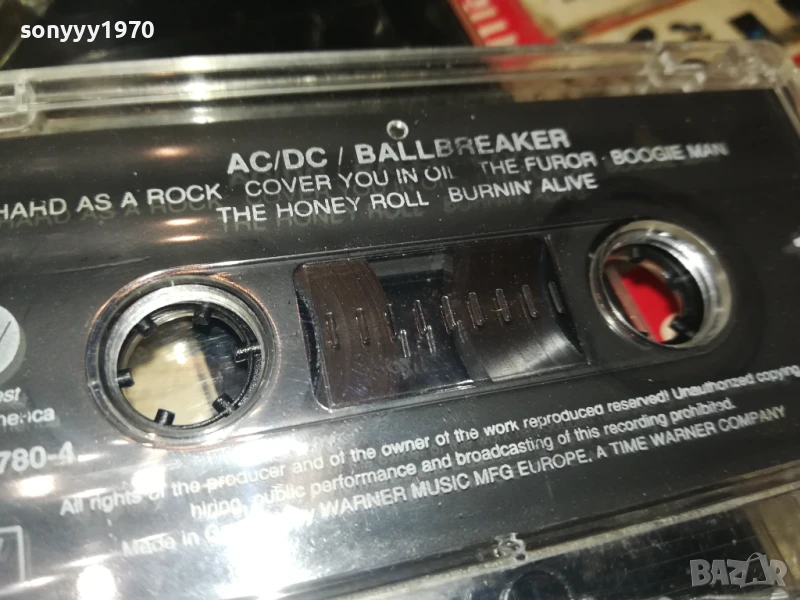 sonyyy1970
AC/DC / BALLBREAKER
HARD AS A ROCK COVER YOU IN OIL THE FUROR · BOOGIE MAN
THE HONEY ROLL BURNIN' ALIVE
780-4
All rights of the producer and of the owner of the work reproduced reserved! Unauthorized copying,
hiring, public performance and broadcasting of this recording prohibited.
Made in by WARNER MUSIC MFG EUROPE. A TIME WARNER COMPANY
BAZAR